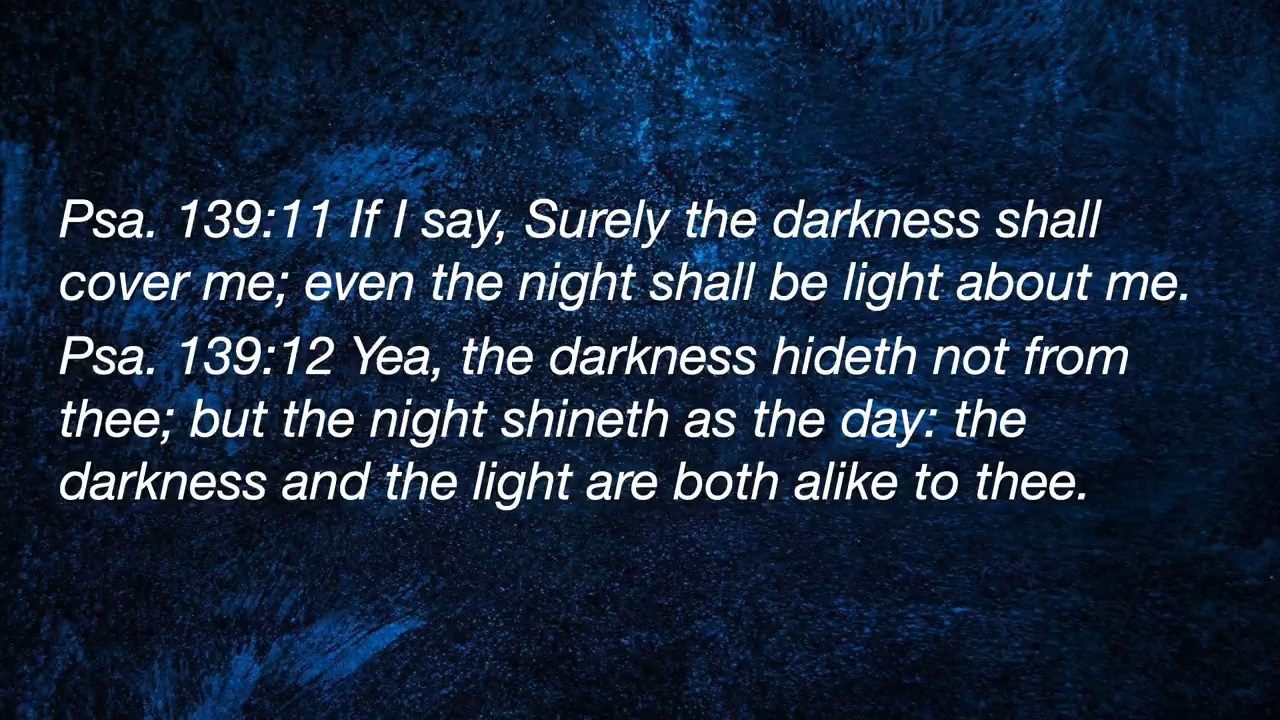 Psa. 139:11 If I say, Surely the darkness shall
cover me; even the night shall be light about me.
Psa. 139:12 Yea, the darkness hideth not from
thee; but the night shineth as the day: the
darkness and the light are both alike to thee.